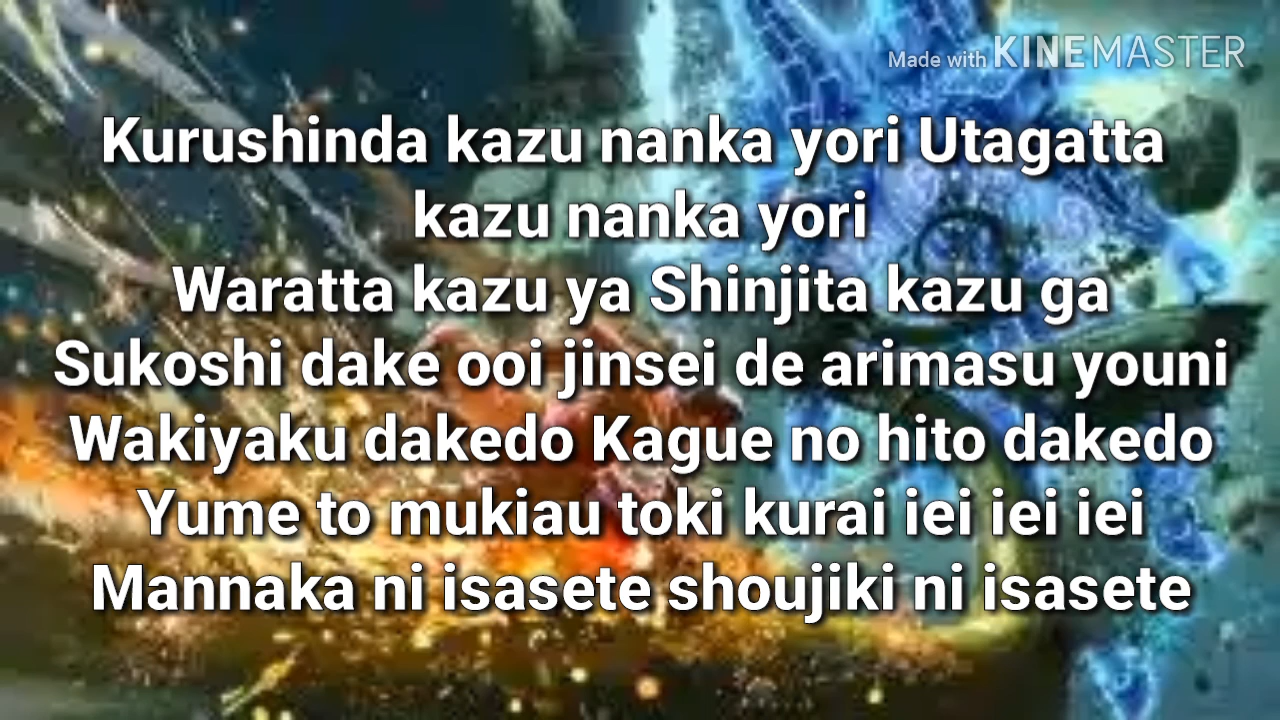 Made with KINEMASTER
Kurushinda kazu nanka yori Utagatta
kazu nanka yori
Waratta kazu ya Shinjita kazu ga
Sukoshi dake ooi jinsei de arimasu youni
Wakiyaku dakedo Kague no hito dakedo
Yume to mukiau toki kurai iei iei iei
Mannaka ni isasete shoujiki ni isasete